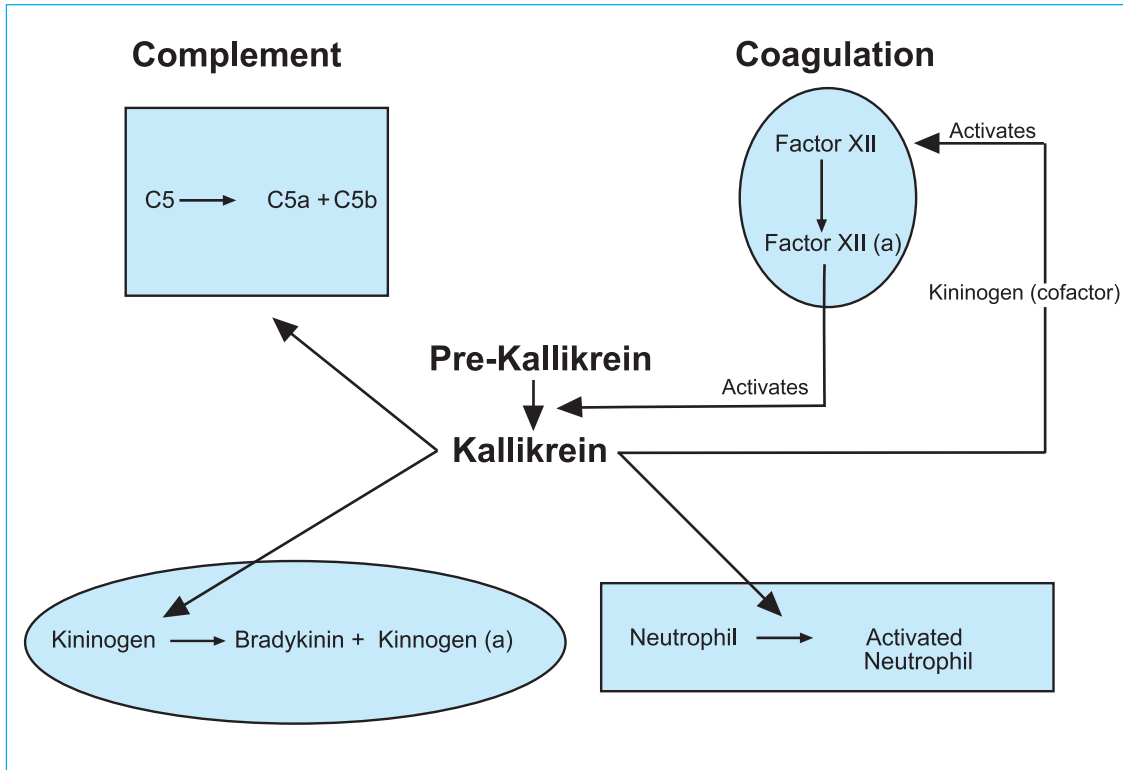 Complement
Coagulation
C5 C5a + C5b
Factor XII
Factor XII (a)
Activates
Kininogen (cofactor)
Pre-Kallikrein
Activates
Kallikrein
Kininogen Bradykinin + Kinnogen (a)
Neutrophil Activated
Neutrophil